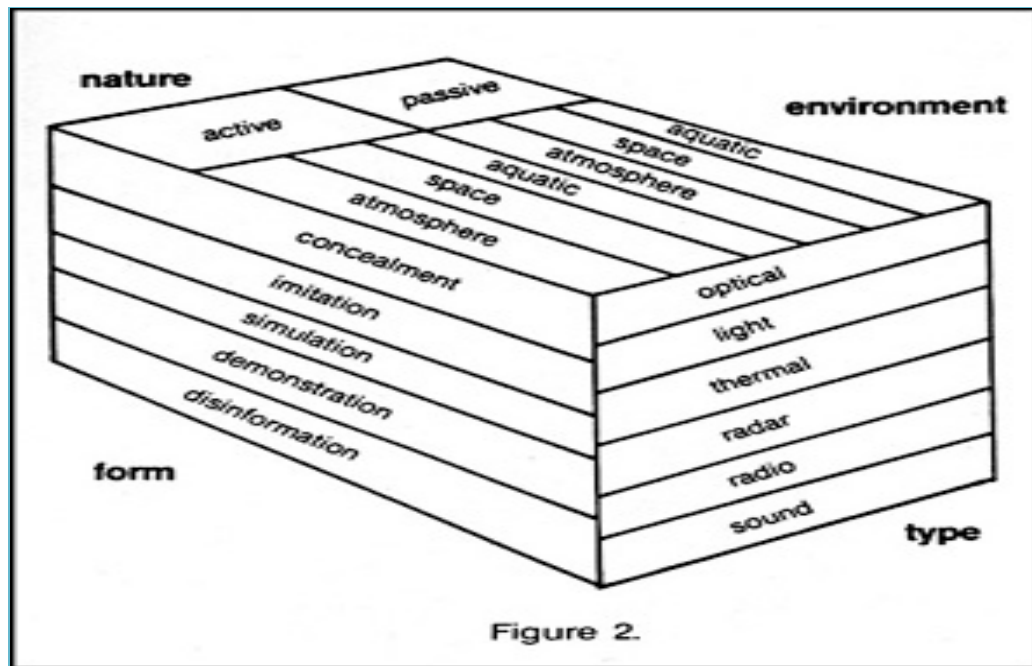 nature
environment
active
passive
aquatic
space
atmosphere
aquatic
space
atmosphere
concealment
imitation
simulation
demonstration
disinformation
form
optical
light
thermal
radar
radio
sound
type
Figure 2.